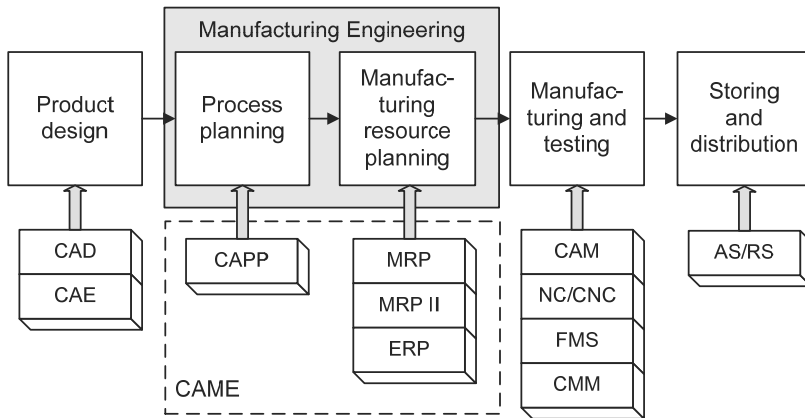 Manufacturing Engineering
Product
design
Process
planning
Manufac-
turing
resource
planning
Manufac-
turing and
testing
Storing
and
distribution
CAD
CAE
CAPP
MRP
MRP II
ERP
CAME
CAM
NC/CNC
FMS
CMM
AS/RS